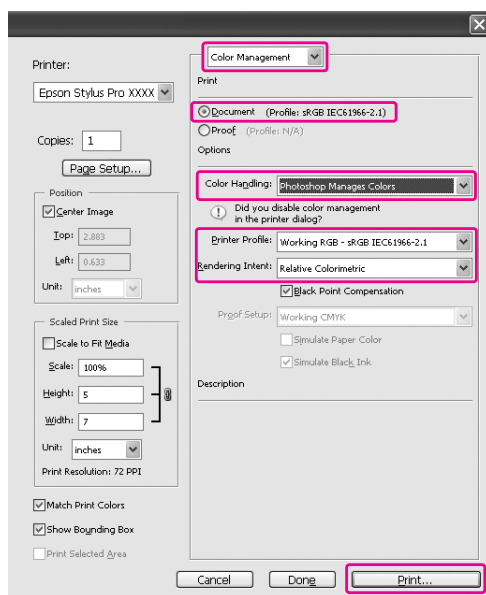 Printer:
Epson Stylus Pro XXXX
Copies: 1
Page Setup...
Position
Center Image
Top: 2.883
Left: 0.633
Unit: inches
Scaled Print Size
Scale to Fit Media
Scale: 100%
Height: 5
Width: 7
Unit: inches
Print Resolution: 72 PPI
Match Print Colors
Show Bounding Box
Print Selected Area
Color Management
Print
Document (Profile: sRGB IEC61966-2.1)
Proof (Profile: N/A)
Options
Color Handling: Photoshop Manages Colors
Did you disable color management
in the printer dialog?
Printer Profile: Working RGB - sRGB IEC61966-2.1
Rendering Intent: Relative Colorimetric
Black Point Compensation
Proof Setup: Working CMYK
Simulate Paper Color
Simulate Black Ink
Description
Cancel
Done
Print...